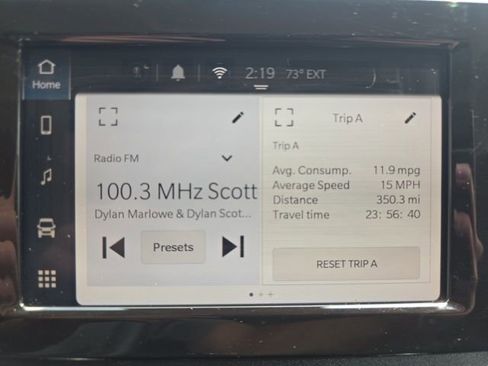 2:19 73° EXT
Home
Radio FM
100.3 MHz Scott
Dylan Marlowe & Dylan Scot...
Presets
Trip A
Trip A
Avg. Consump. 11.9 mpg
Average Speed 15 MPH
Distance 350.3 mi
Travel time 23: 56: 40
RESET TRIP A